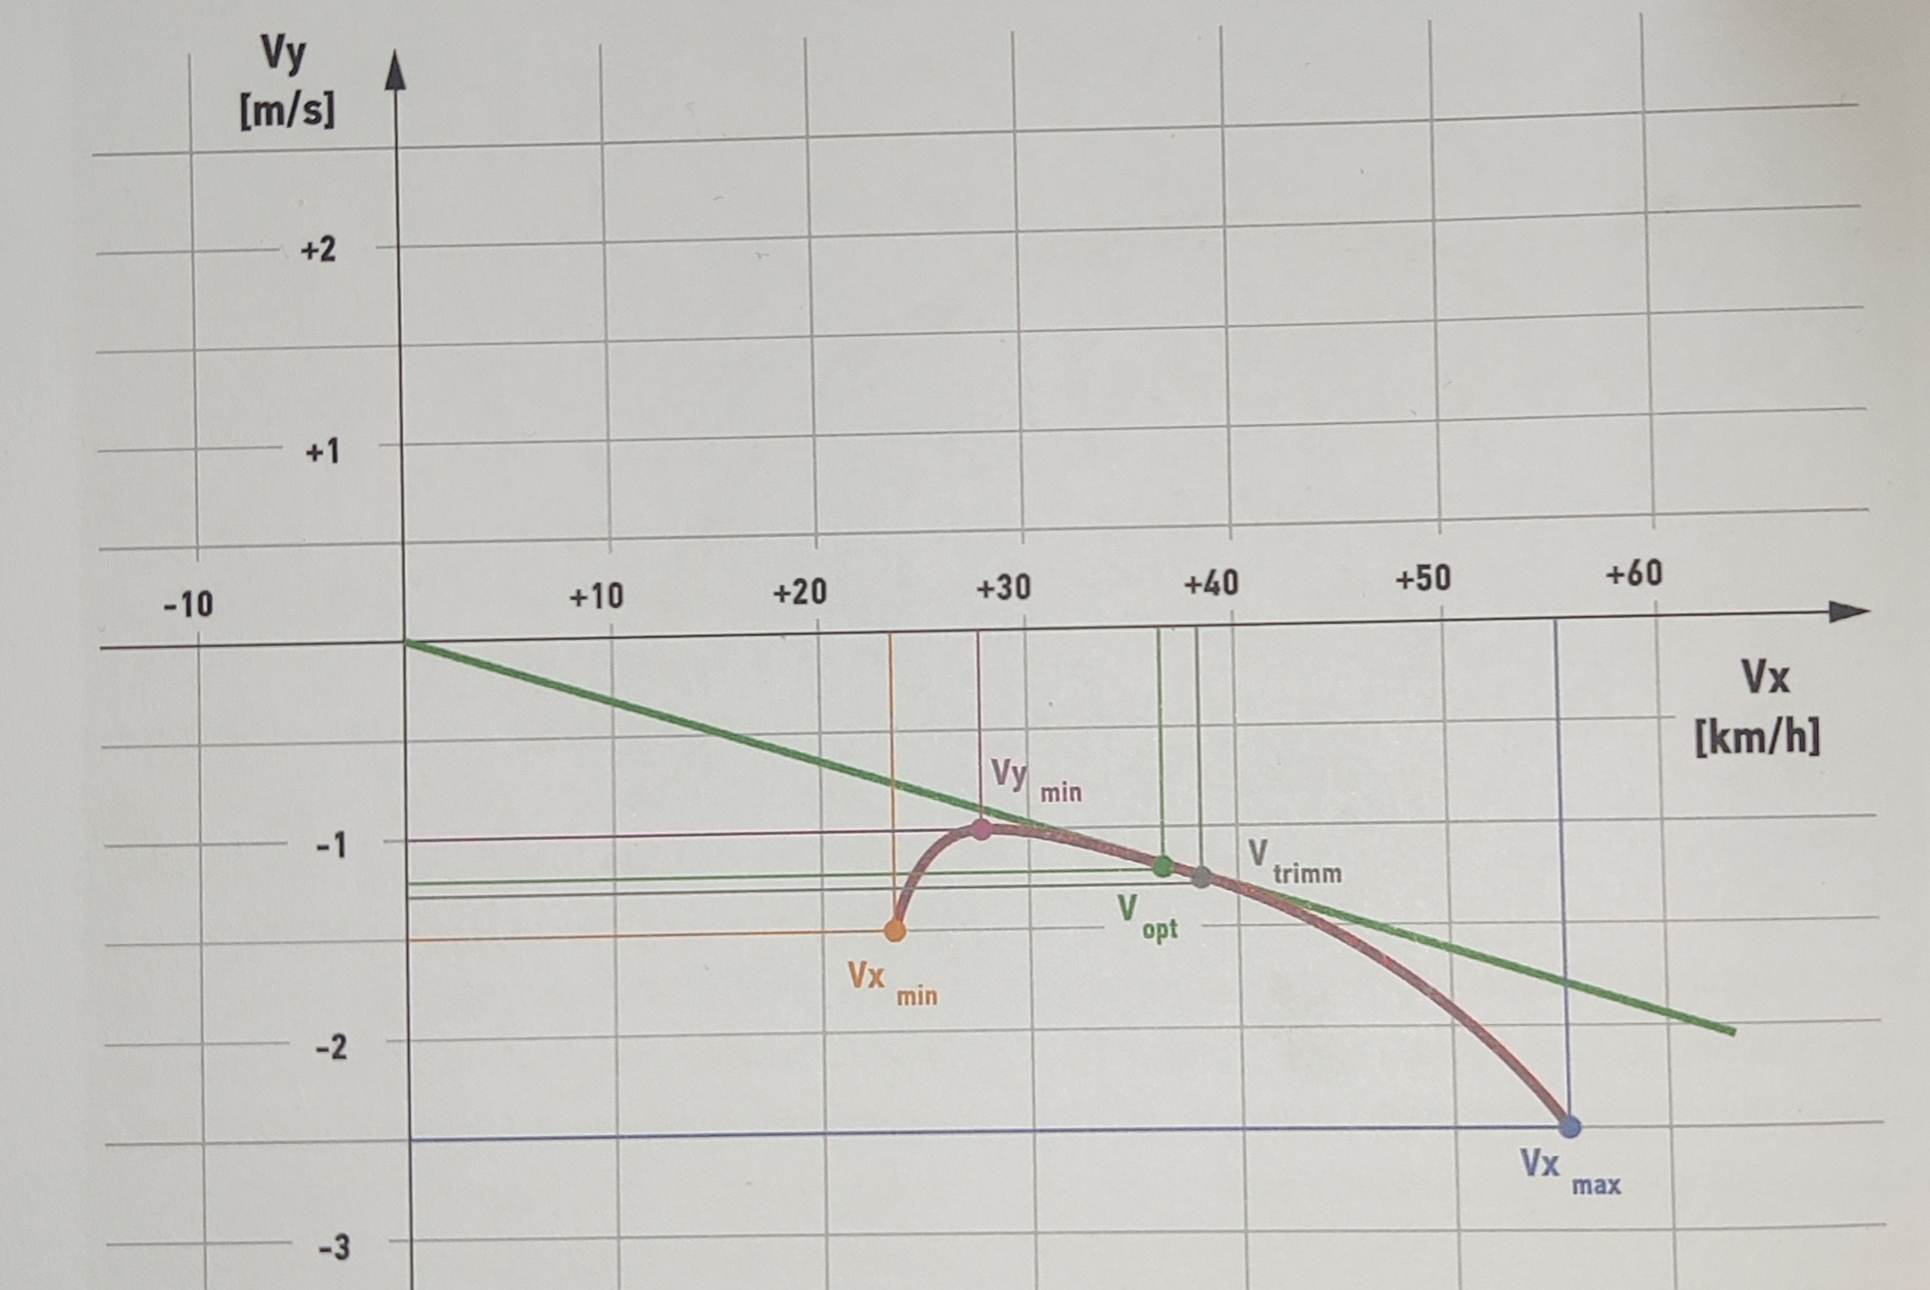 Vy
[m/s]
+2
+1
-10
+10
+20
+30
+40
+50
+60
Vx
[km/h]
Vy min
-1
V trimm
V opt
Vx min
-2
Vx max
-3